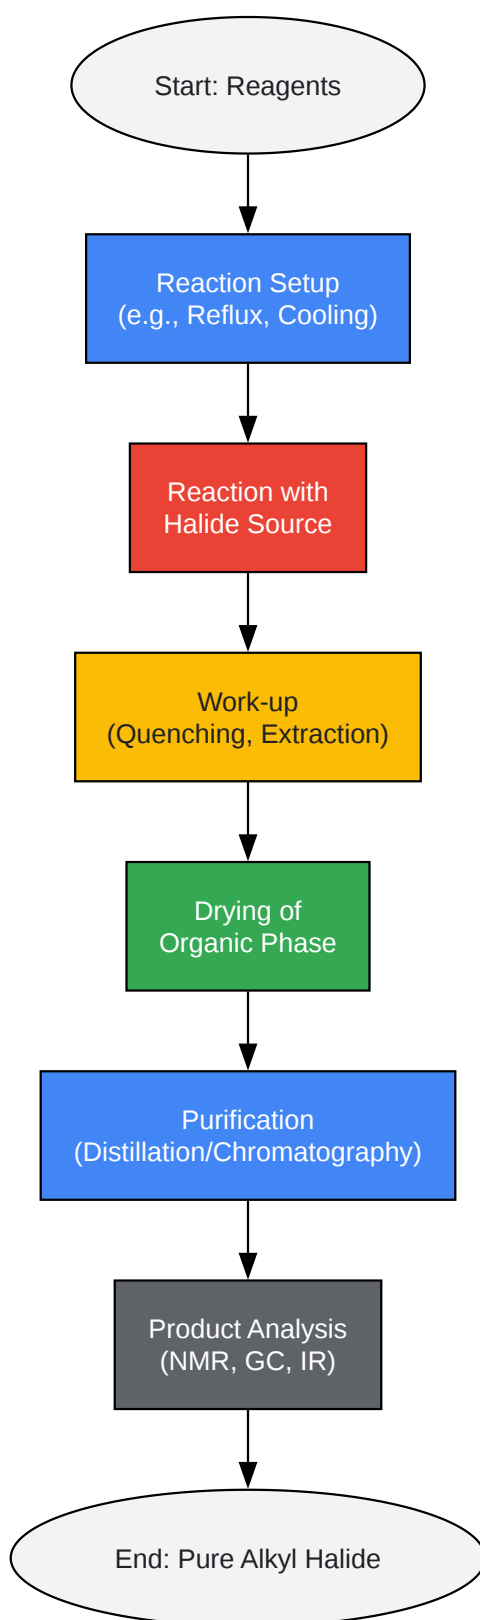 Start: Reagents
Reaction Setup
(e.g., Reflux, Cooling)
Reaction with
Halide Source
Work-up
(Quenching, Extraction)
Drying of
Organic Phase
Purification
(Distillation/Chromatography)
Product Analysis
(NMR, GC, IR)
End: Pure Alkyl Halide